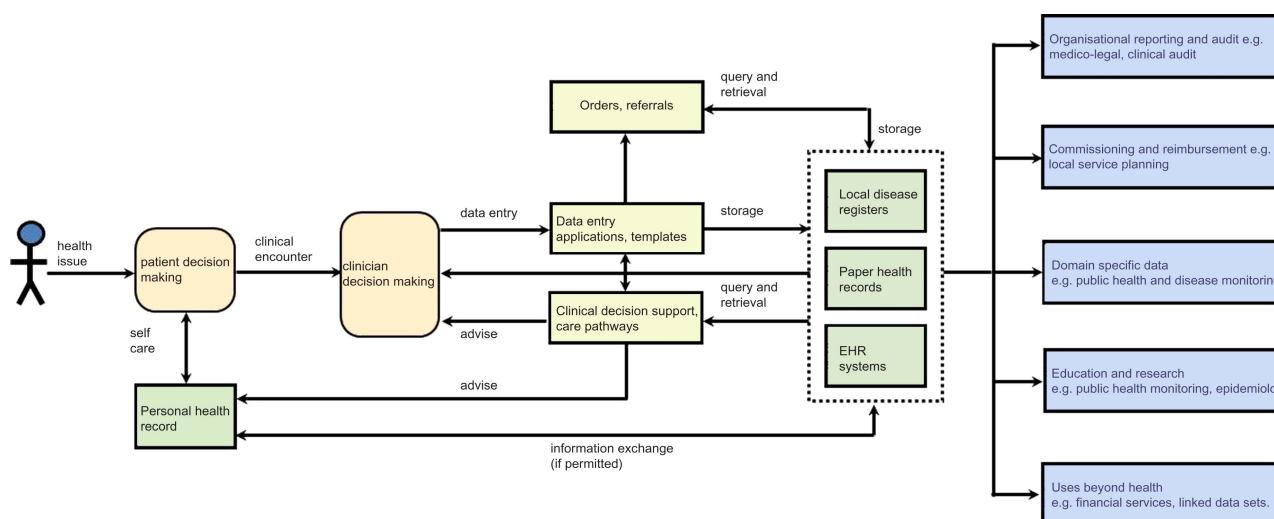 Organisational reporting and audit e.g.
medico-legal, clinical audit
query and
retrieval
Orders, referrals
storage
Commissioning and reimbursement e.g.
local service planning
Local disease
registers
data entry
Data entry
applications, templates
storage
health
issue
patient decision
making
clinical
encounter
clinician
decision making
Paper health
records
Domain specific data
e.g. public health and disease
query and
retrieval
Clinical decision support,
care pathways
advise
self
care
EHR
systems
Education and research
e.g. public health monitoring,
advise
Personal health
record
information exchange
(if permitted)
Uses beyond health
e.g. financial services, linked data sets.